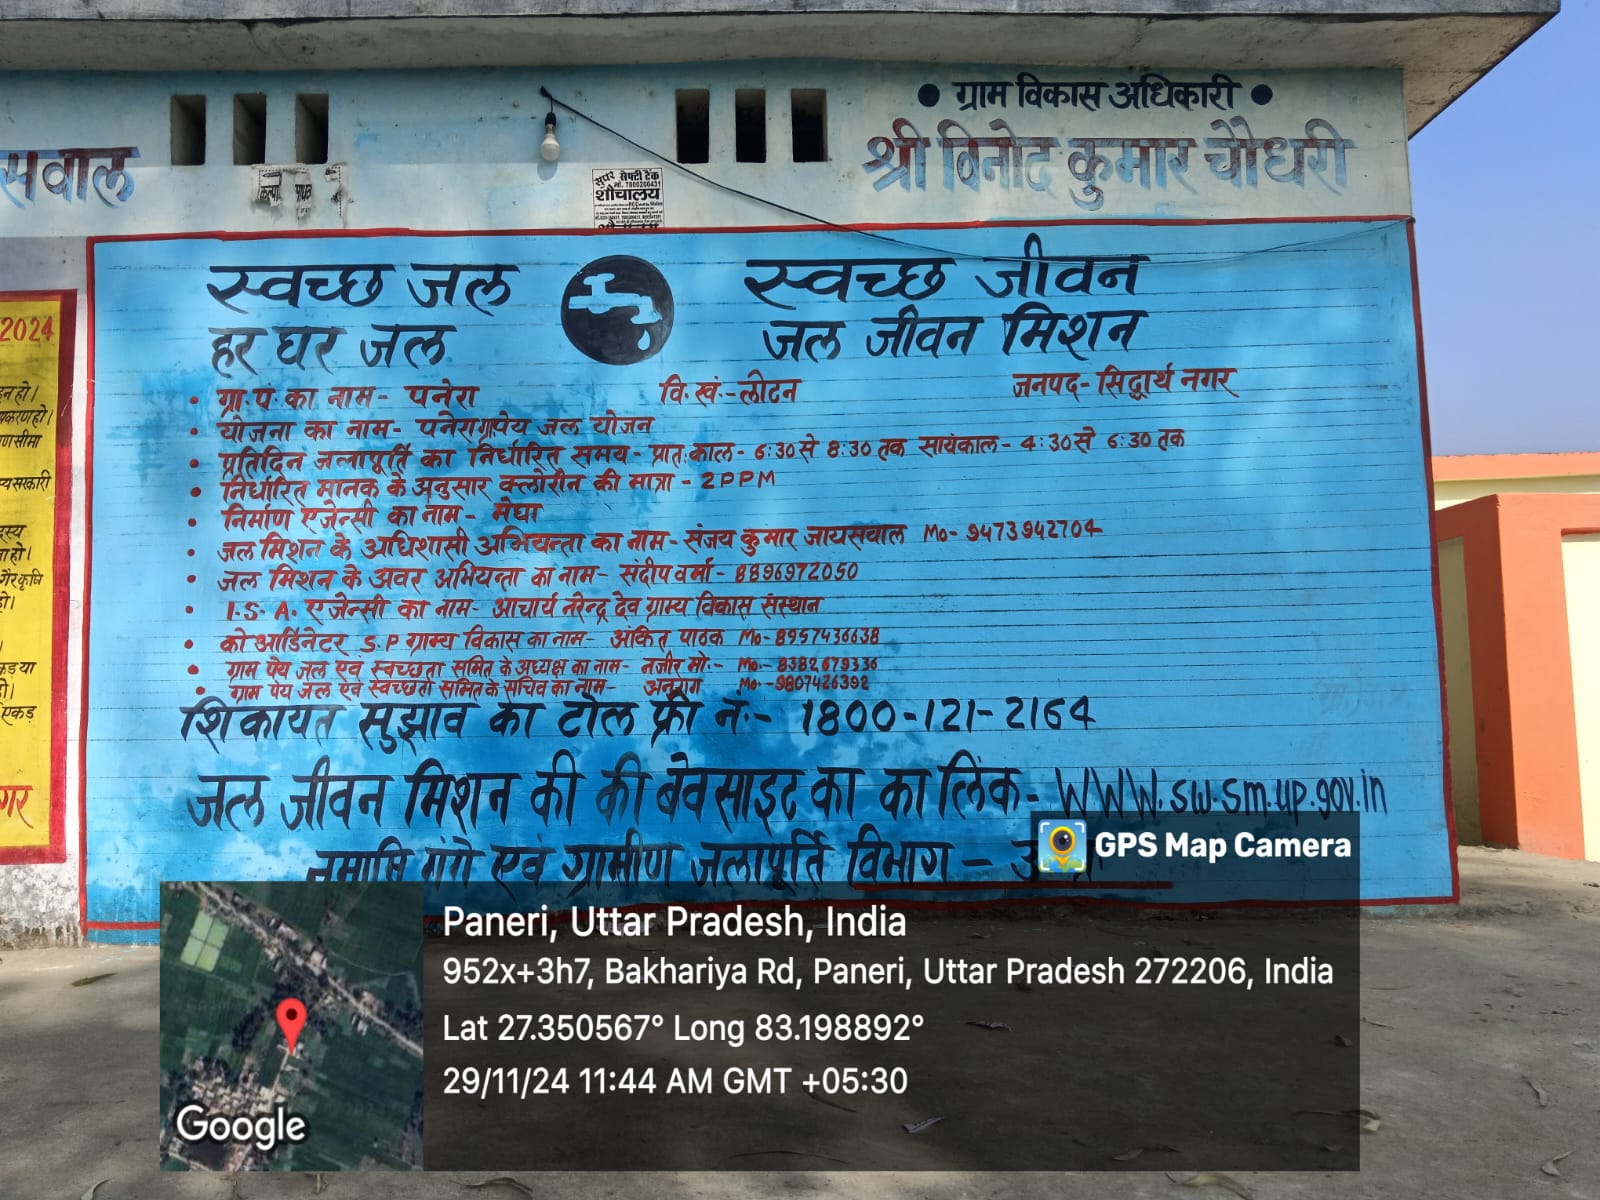 • ग्राम विकास अधिकारी •
श्री विनोद कुमार चौधरी
सवाल
सुपर सेफ्टी टैंक
मो. 7800200431
शौचालय
स्वच्छ जल
स्वच्छ जीवन
हर घर जल
जल जीवन मिशन
• ग्रा.पं. का नाम- पनेरा वि.खं.-लोटन जनपद- सिद्धार्थ नगर
• योजना का नाम- पनेरा ग्रापेय जल योजन
• प्रतिदिन जलापूर्ति का निर्धारित समय- प्रात:काल- 6:30 से 8:30 तक सायंकाल- 4:30 से 6:30 तक
• निर्धारित मानक के अनुसार क्लोरीन की मात्रा - 2PPM
• निर्माण एजेन्सी का नाम- मेघा
• जल मिशन के अधिशासी अभियन्ता का नाम- संजय कुमार जायसवाल Mo- 9473942704
• जल मिशन के अवर अभियन्ता का नाम- संदीप वर्मा- 8896972050
• I.S.A. एजेन्सी का नाम- आचार्य नरेन्द्र देव ग्राम्य विकास संस्थान
• को आर्डिनेटर S.P ग्राम्य विकास का नाम- अंकित पाठक Mo- 8957436638
• ग्राम पेय जल एवं स्वच्छता समित के अध्यक्ष का नाम- नजीर मो.- Mo.- 8382679336
• ग्राम पेय जल एवं स्वच्छता समित के सचिव का नाम- अनुराग Mo.-9807426392
शिकायत सुझाव का टोल फ्री नं.- 1800-121-2164
जल जीवन मिशन की की बेवसाइट का का लिंक- WWW.sw.sm.up.gov.in
नमामि गंगे एवं ग्रामीण जलापूर्ति विभाग -
2024
GPS Map Camera
Paneri, Uttar Pradesh, India
952x+3h7, Bakhariya Rd, Paneri, Uttar Pradesh 272206, India
Lat 27.350567° Long 83.198892°
29/11/24 11:44 AM GMT +05:30
Google